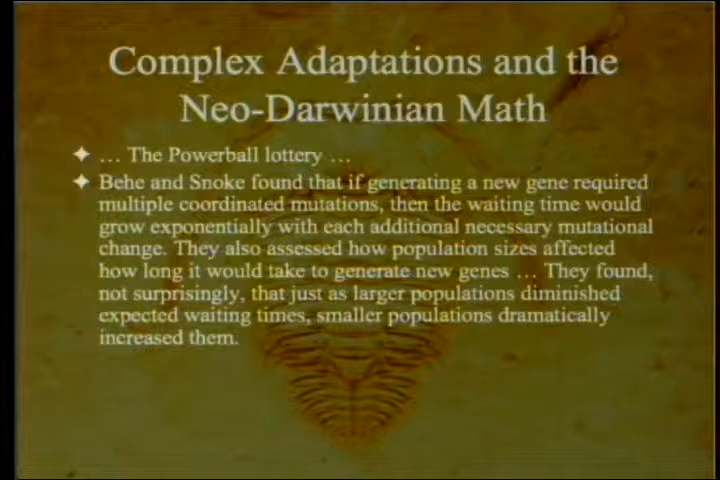 Complex Adaptations and the
Neo-Darwinian Math
… The Powerball lottery …
Behe and Snoke found that if generating a new gene required
multiple coordinated mutations, then the waiting time would
grow exponentially with each additional necessary mutational
change. They also assessed how population sizes affected
how long it would take to generate new genes … They found,
not surprisingly, that just as larger populations diminished
expected waiting times, smaller populations dramatically
increased them.